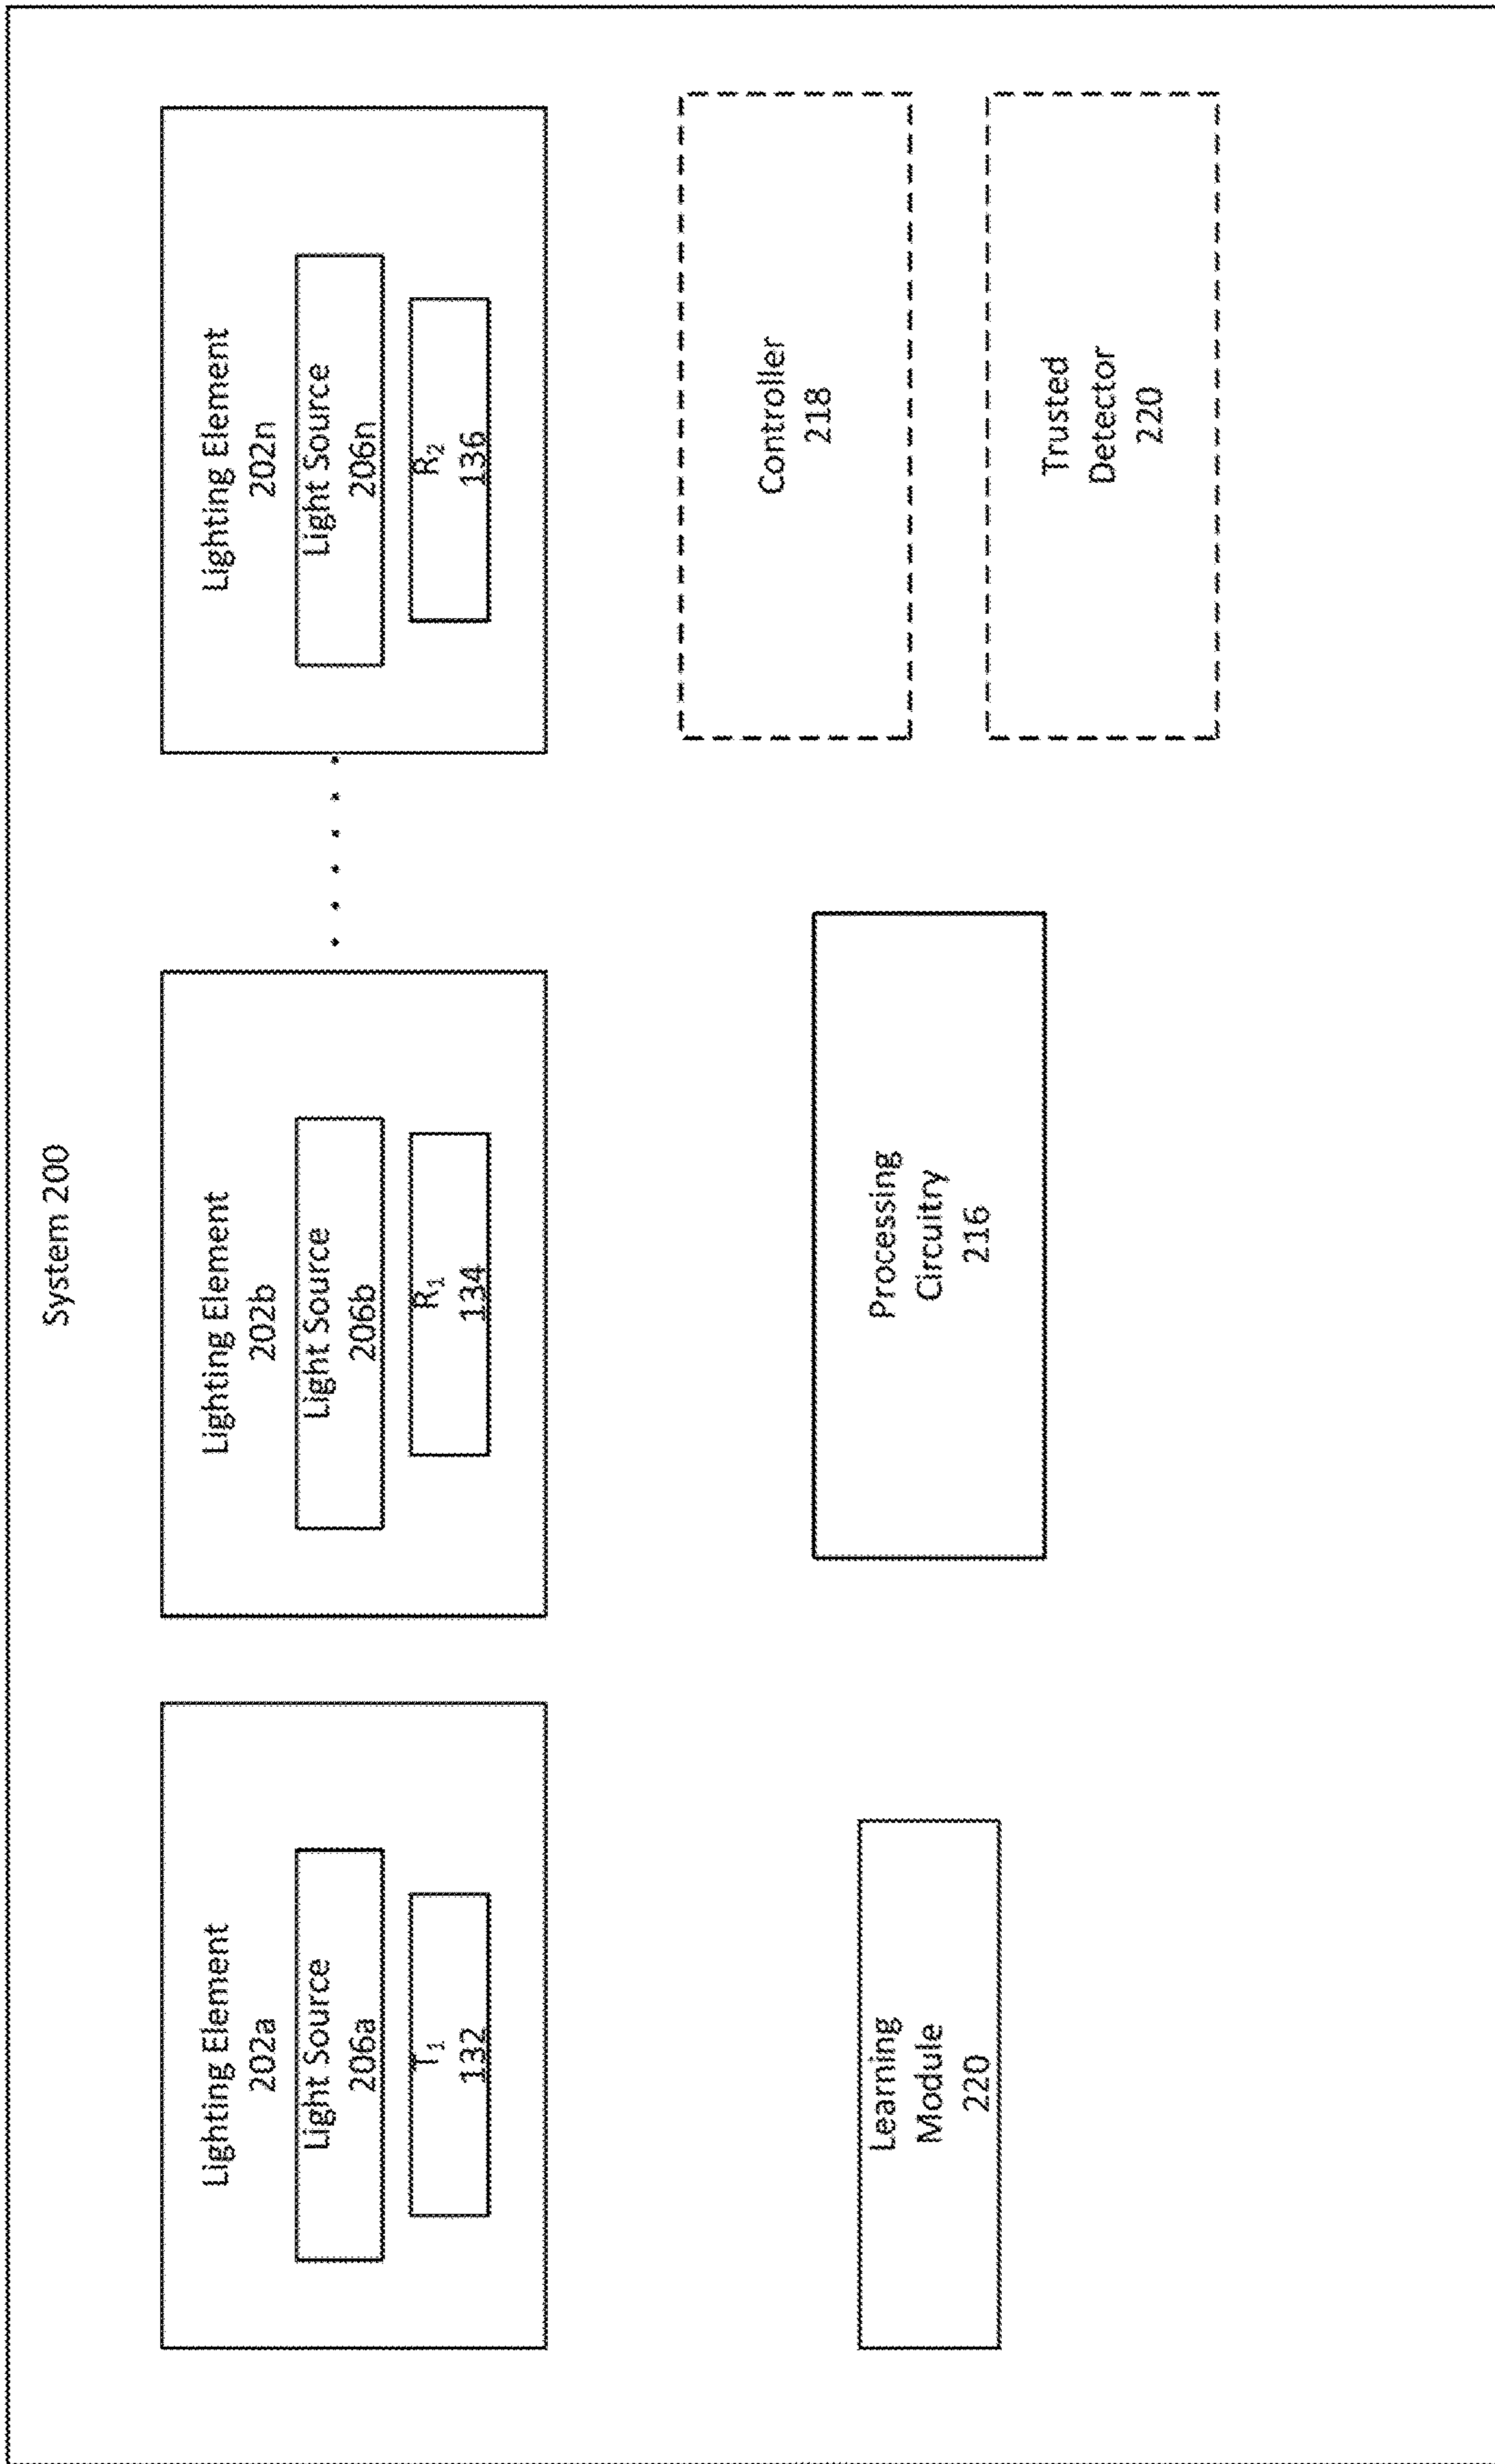 System 200
Lighting Element
202a
Light Source
206a
T₁
132
Lighting Element
202b
Light Source
206b
R₁
134
Lighting Element
202n
Light Source
206n
R₂
136
Learning
Module
220
Processing
Circuitry
216
Controller
218
Trusted
Detector
220